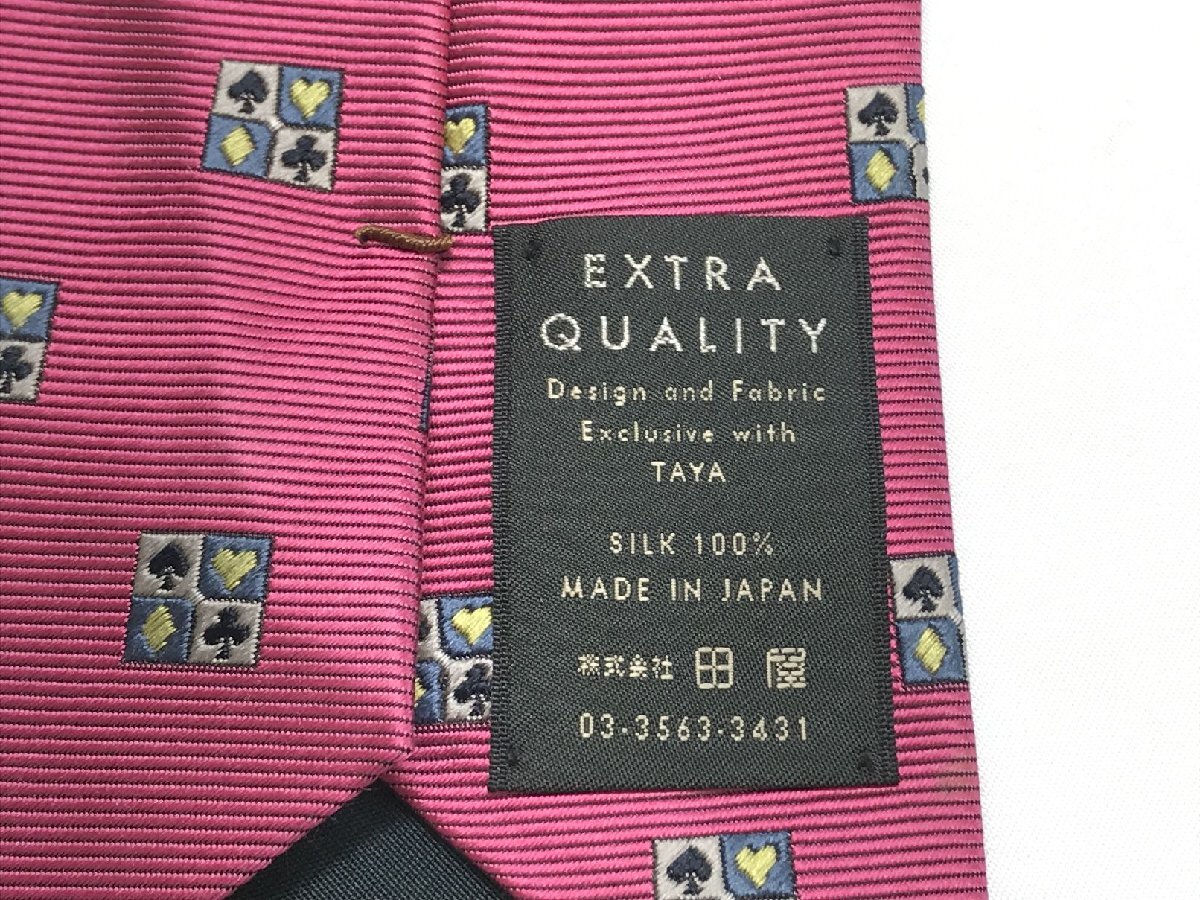 EXTRA
QUALITY
Design and Fabric
Exclusive with
TAYA
SILK 100%
MADE IN JAPAN
株式会社 田屋
03-3563-3431